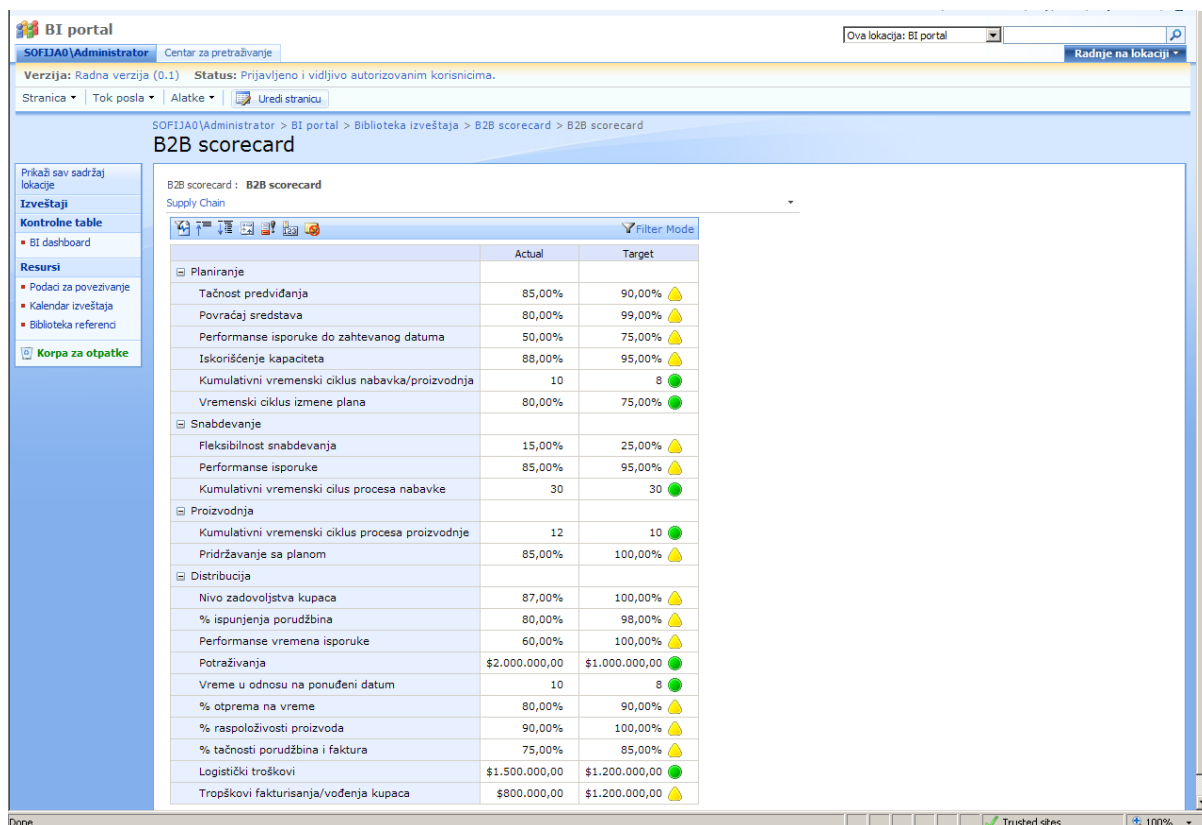 BI portal
Ova lokacija: BI portal
SOFIJA0\Administrator Centar za pretraživanje
Radnje na lokaciji
Verzija: Radna verzija (0.1) Status: Prijavljeno i vidljivo autorizovanim korisnicima.
Stranica Tok posla Alatke Uredi stranicu
SOFIJA0\Administrator > BI portal > Biblioteka izveštaja > B2B scorecard > B2B scorecard
B2B scorecard
Prikaži sav sadržaj
lokacije
Izveštaji
Kontrolne table
BI dashboard
Resursi
Podaci za povezivanje
Kalendar izveštaja
Biblioteka referenci
Korpa za otpatke
B2B scorecard : B2B scorecard
Supply Chain
Filter Mode
Actual Target
Planiranje
Tačnost predviđanja 85,00% 90,00%
Povraćaj sredstava 80,00% 99,00%
Performanse isporuke do zahtevanog datuma 50,00% 75,00%
Iskorišćenje kapaciteta 88,00% 95,00%
Kumulativni vremenski ciklus nabavka/proizvodnja 10 8
Vremenski ciklus izmene plana 80,00% 75,00%
Snabdevanje
Fleksibilnost snabdevanja 15,00% 25,00%
Performanse isporuke 85,00% 95,00%
Kumulativni vremenski cilus procesa nabavke 30 30
Proizvodnja
Kumulativni vremenski ciklus procesa proizvodnje 12 10
Pridržavanje sa planom 85,00% 100,00%
Distribucija
Nivo zadovoljstva kupaca 87,00% 100,00%
% ispunjenja porudžbina 80,00% 98,00%
Performanse vremena isporuke 60,00% 100,00%
Potraživanja $2.000.000,00 $1.000.000,00
Vreme u odnosu na ponuđeni datum 10 8
% otprema na vreme 80,00% 90,00%
% raspoloživosti proizvoda 90,00% 100,00%
% tačnosti porudžbina i faktura 75,00% 85,00%
Logistički troškovi $1.500.000,00 $1.200.000,00
Tropškovi fakturisanja/vođenja kupaca $800.000,00 $1.200.000,00
Done Trusted sites 100%